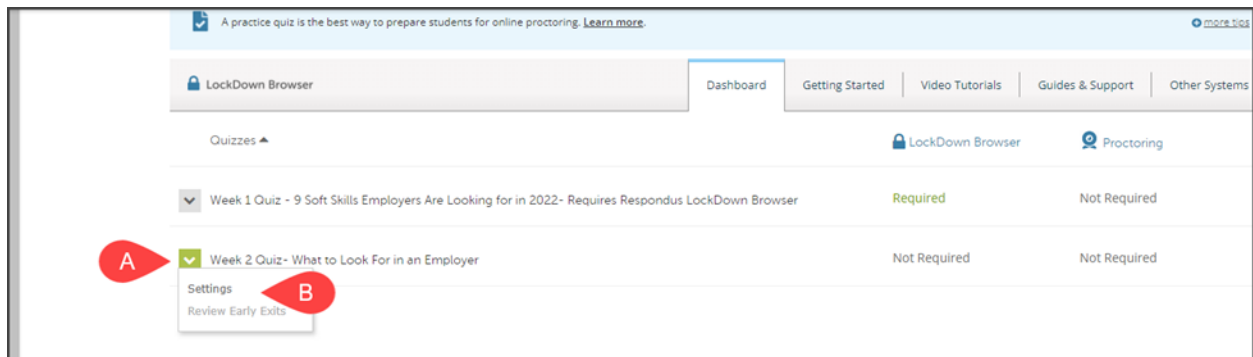 A practice quiz is the best way to prepare students for online proctoring. Learn more.
more tips
LockDown Browser
Dashboard
Getting Started
Video Tutorials
Guides & Support
Other Systems
Quizzes
LockDown Browser
Proctoring
Week 1 Quiz - 9 Soft Skills Employers Are Looking for in 2022- Requires Respondus LockDown Browser
Required
Not Required
A
Week 2 Quiz- What to Look For in an Employer
Not Required
Not Required
Settings
B
Review Early Exits